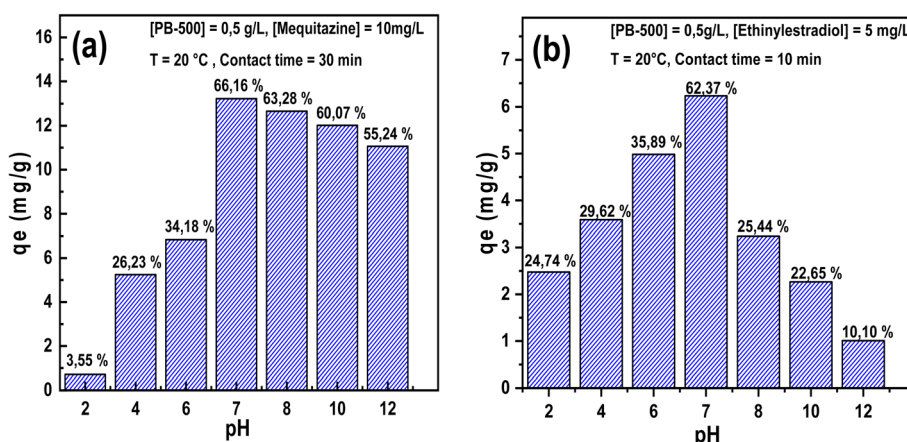 (a)
[PB-500] = 0,5 g/L, [Mequitazine] = 10mg/L
T = 20 °C , Contact time = 30 min
qe (mg/g)
16
14
12
10
8
6
4
2
0
3,55 %
26,23 %
34,18 %
66,16 %
63,28 %
60,07 %
55,24 %
2 4 6 7 8 10 12
pH
(b)
[PB-500] = 0,5g/L, [Ethinylestradiol] = 5 mg/L
T = 20°C, Contact time = 10 min
qe (mg/g)
7
6
5
4
3
2
1
0
24,74 %
29,62 %
35,89 %
62,37 %
25,44 %
22,65 %
10,10 %
2 4 6 7 8 10 12
pH